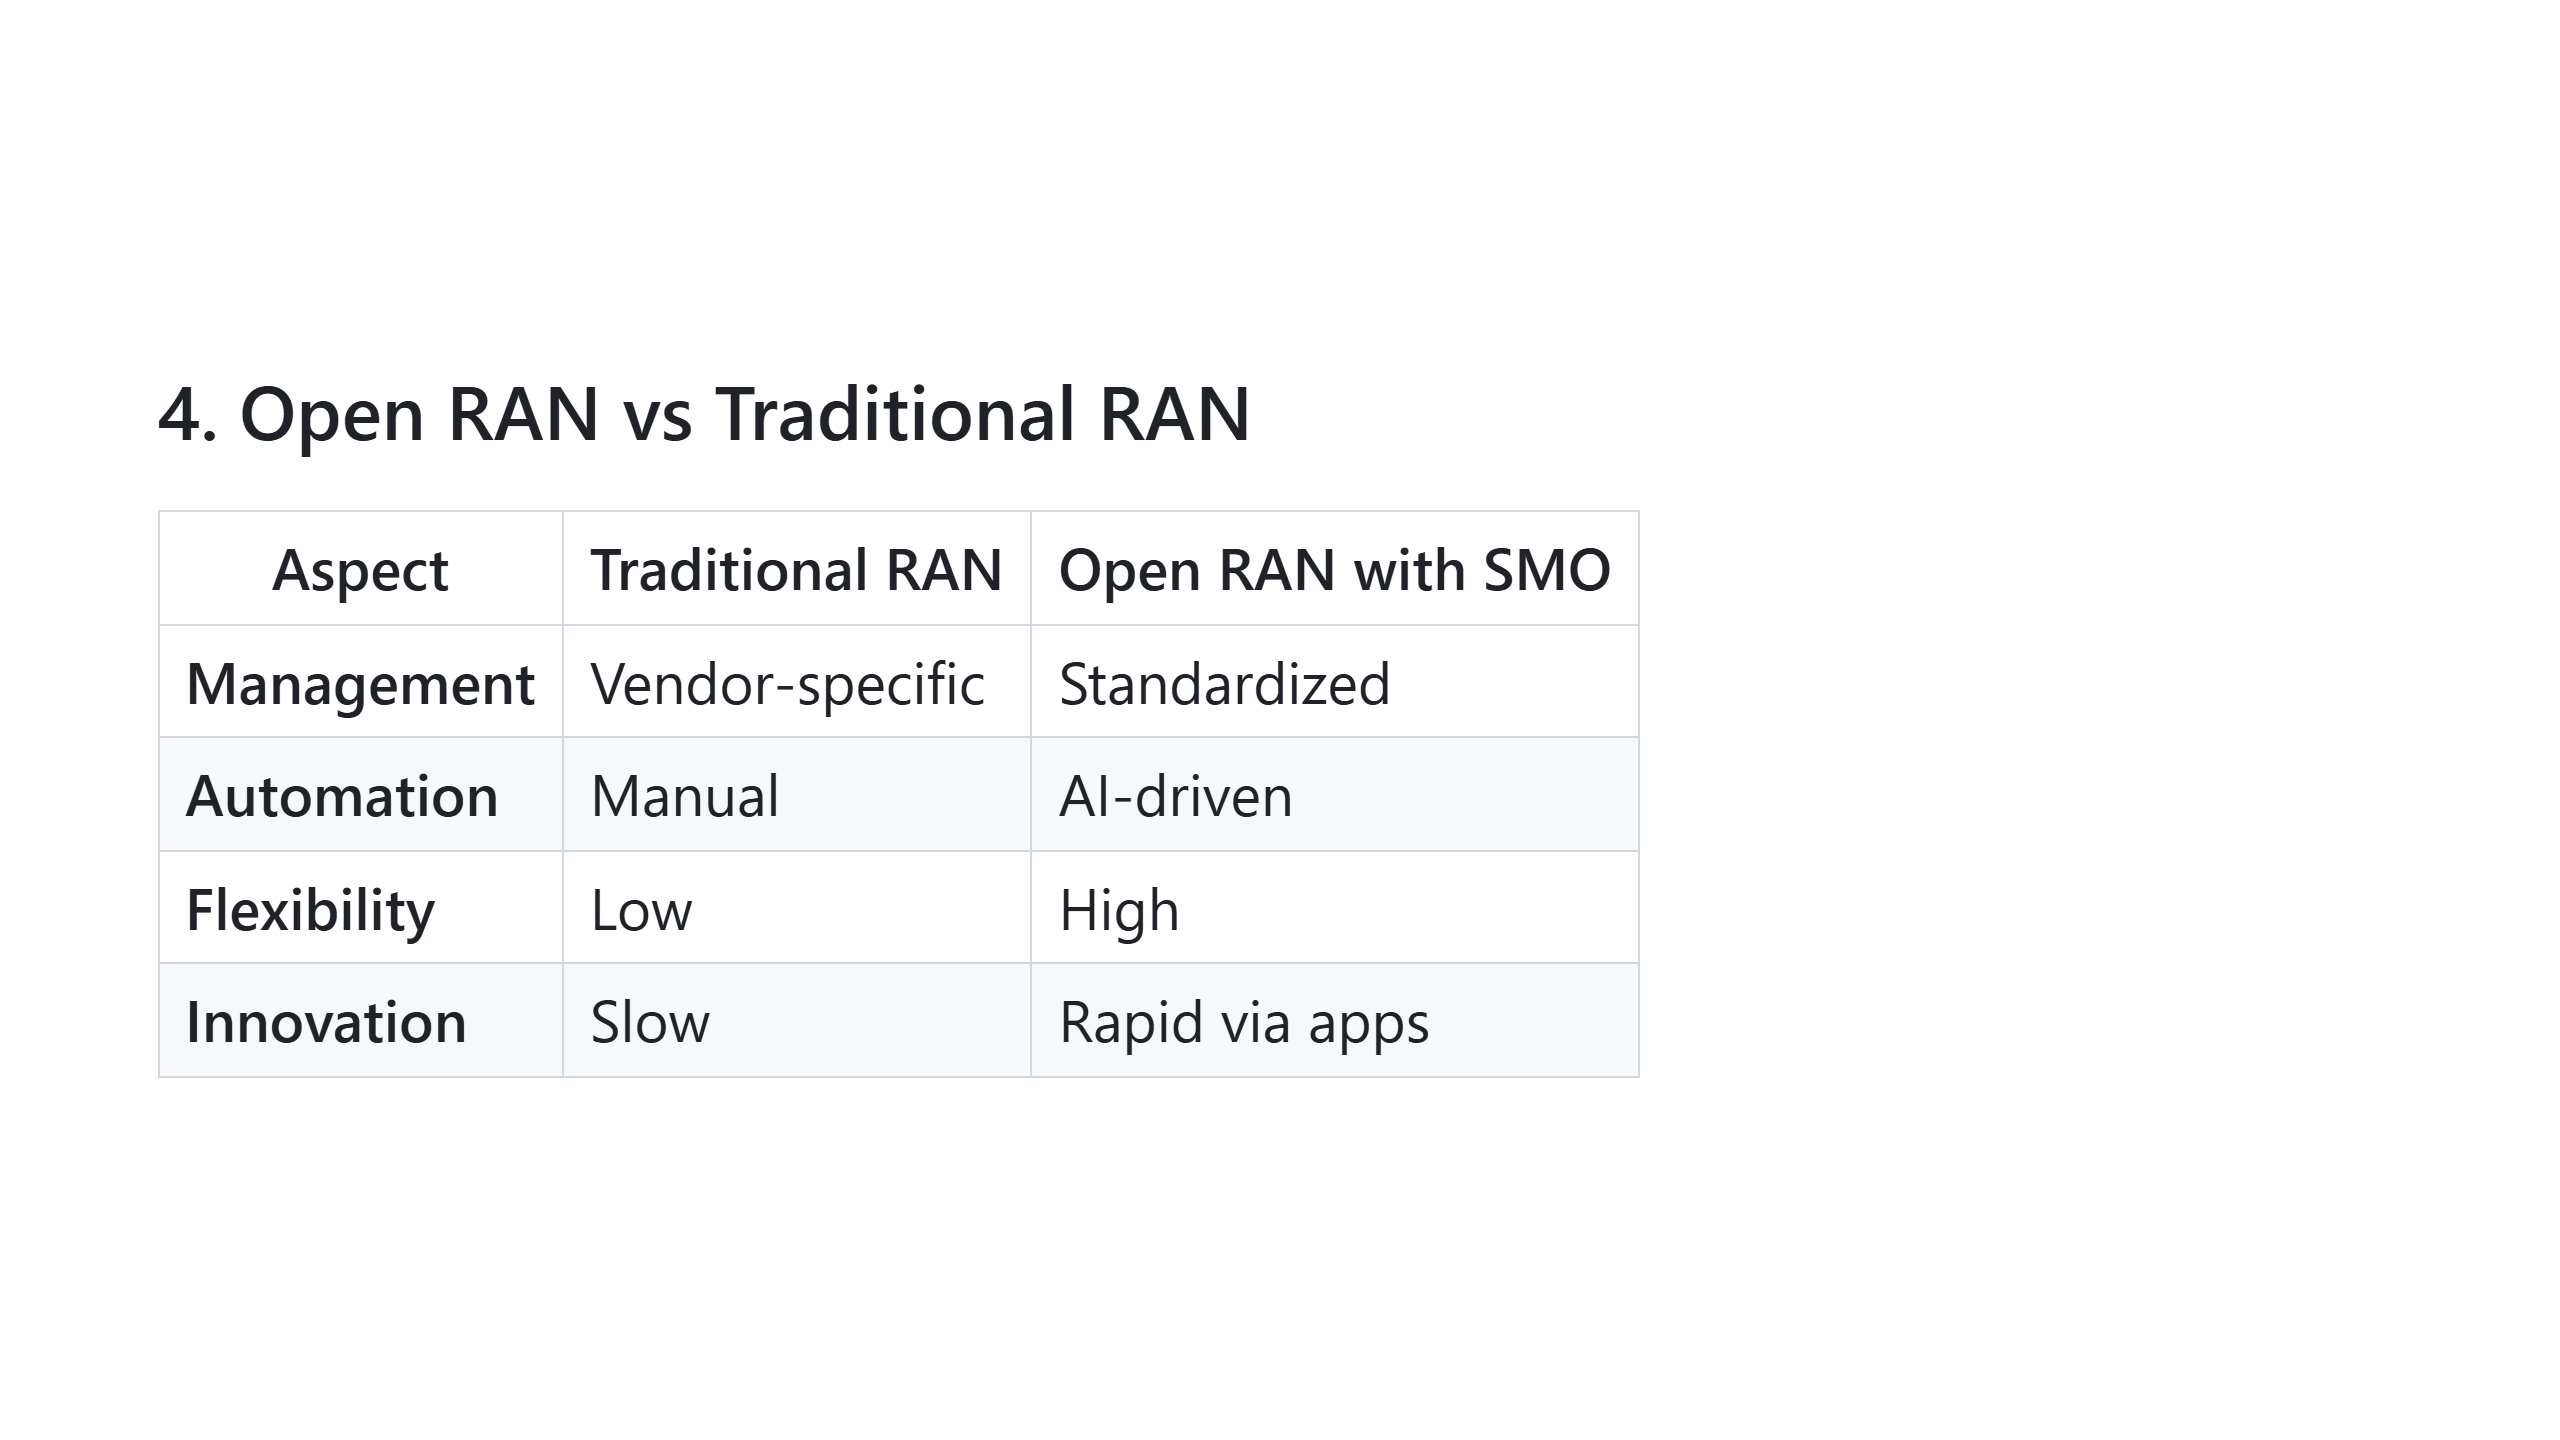 4. Open RAN vs Traditional RAN
Aspect Traditional RAN Open RAN with SMO
Management Vendor-specific Standardized
Automation Manual AI-driven
Flexibility Low High
Innovation Slow Rapid via apps